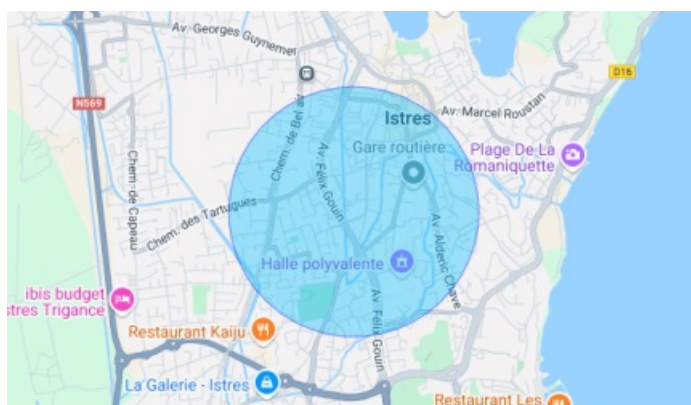 Av. Georges Guynemer
D16
N569
Av. Marcel Roustan
Istres
Gare routière
Plage De La
Romaniquette
Chem. de Bel Av
Av. Félix Gouin
Chem. de Capeau
Chem. des Tartugues
Av. Alderic Chave
Halle polyvalente
ibis budget
stres Trigance
Restaurant Kaiju
Av. Félix Gouin
La Galerie - Istres
Restaurant Les